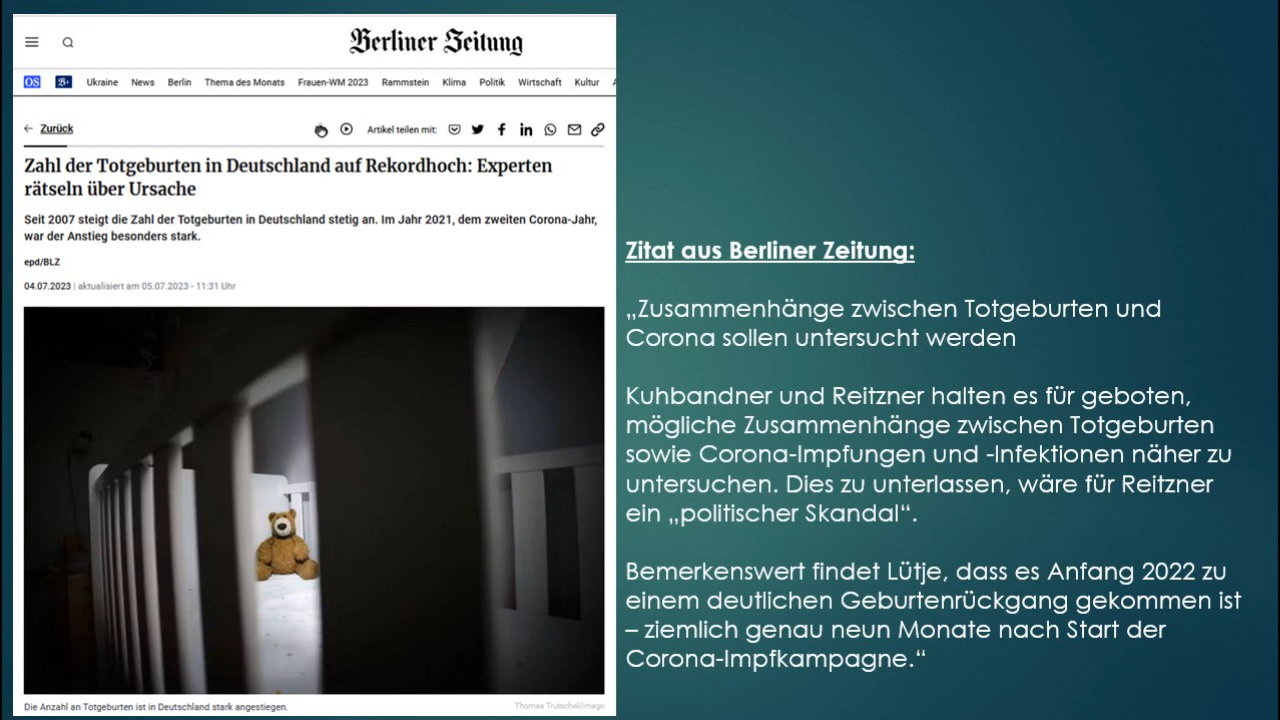 Berliner Zeitung
OS B+ Ukraine News Berlin Thema des Monats Frauen-WM 2023 Rammstein Klima Politik Wirtschaft Kultur
← Zurück
Artikel teilen mit:
Zahl der Totgeburten in Deutschland auf Rekordhoch: Experten
rätseln über Ursache
Seit 2007 steigt die Zahl der Totgeburten in Deutschland stetig an. Im Jahr 2021, dem zweiten Corona-Jahr,
war der Anstieg besonders stark.
epd/BLZ
04.07.2023 | aktualisiert am 05.07.2023 - 11:31 Uhr
Die Anzahl an Totgeburten ist in Deutschland stark angestiegen.
Thomas Trutschel/imago
Zitat aus Berliner Zeitung:
„Zusammenhänge zwischen Totgeburten und
Corona sollen untersucht werden
Kuhbandner und Reitzner halten es für geboten,
mögliche Zusammenhänge zwischen Totgeburten
sowie Corona-Impfungen und -Infektionen näher zu
untersuchen. Dies zu unterlassen, wäre für Reitzner
ein „politischer Skandal“.
Bemerkenswert findet Lütje, dass es Anfang 2022 zu
einem deutlichen Geburtenrückgang gekommen ist
– ziemlich genau neun Monate nach Start der
Corona-Impfkampagne.“